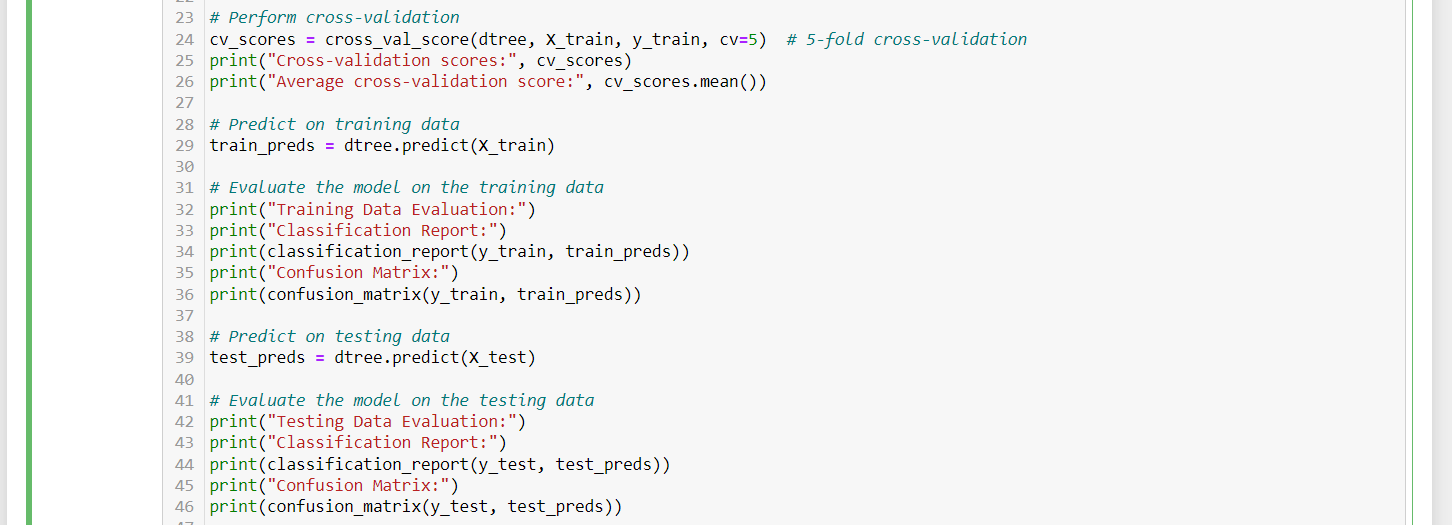 23 # Perform cross-validation
24 cv_scores = cross_val_score(dtree, X_train, y_train, cv=5)  # 5-fold cross-validation
25 print("Cross-validation scores:", cv_scores)
26 print("Average cross-validation score:", cv_scores.mean())
27
28 # Predict on training data
29 train_preds = dtree.predict(X_train)
30
31 # Evaluate the model on the training data
32 print("Training Data Evaluation:")
33 print("Classification Report:")
34 print(classification_report(y_train, train_preds))
35 print("Confusion Matrix:")
36 print(confusion_matrix(y_train, train_preds))
37
38 # Predict on testing data
39 test_preds = dtree.predict(X_test)
40
41 # Evaluate the model on the testing data
42 print("Testing Data Evaluation:")
43 print("Classification Report:")
44 print(classification_report(y_test, test_preds))
45 print("Confusion Matrix:")
46 print(confusion_matrix(y_test, test_preds))